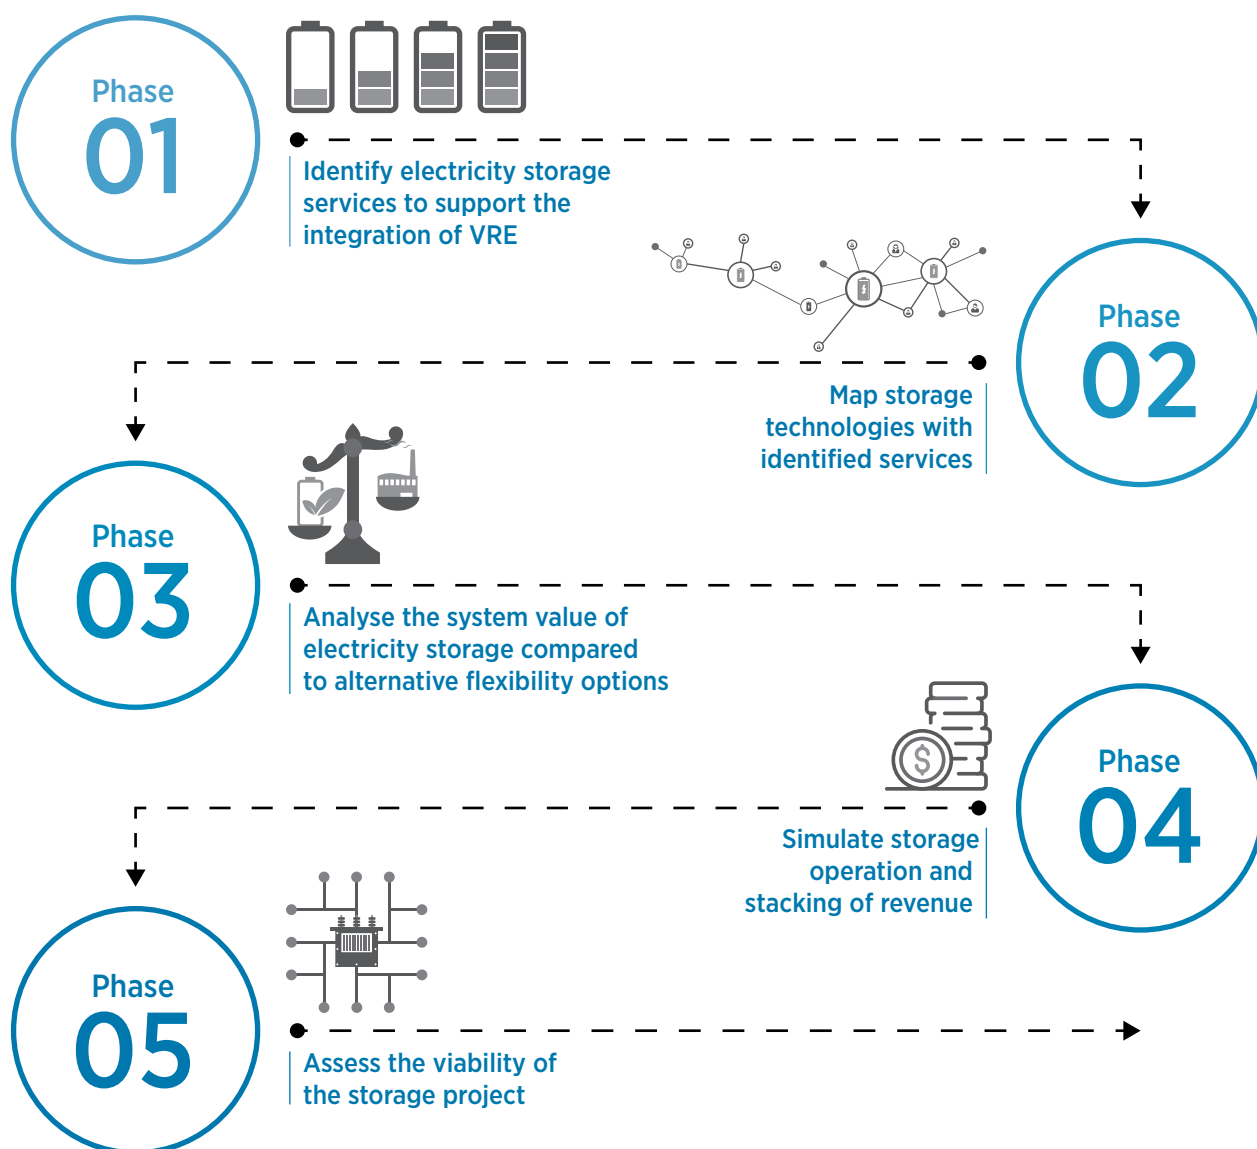 Phase
01
Identify electricity storage
services to support the
integration of VRE
Phase
02
Map storage
technologies with
identified services
Phase
03
Analyse the system value of
electricity storage compared
to alternative flexibility options
$
Phase
04
Simulate storage
operation and
stacking of revenue
Phase
05
Assess the viability of
the storage project